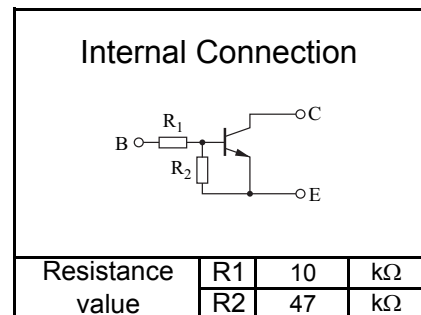 Internal Connection
C
R₁
B
R₂
E
Resistance value R1 10 kΩ
R2 47 kΩ